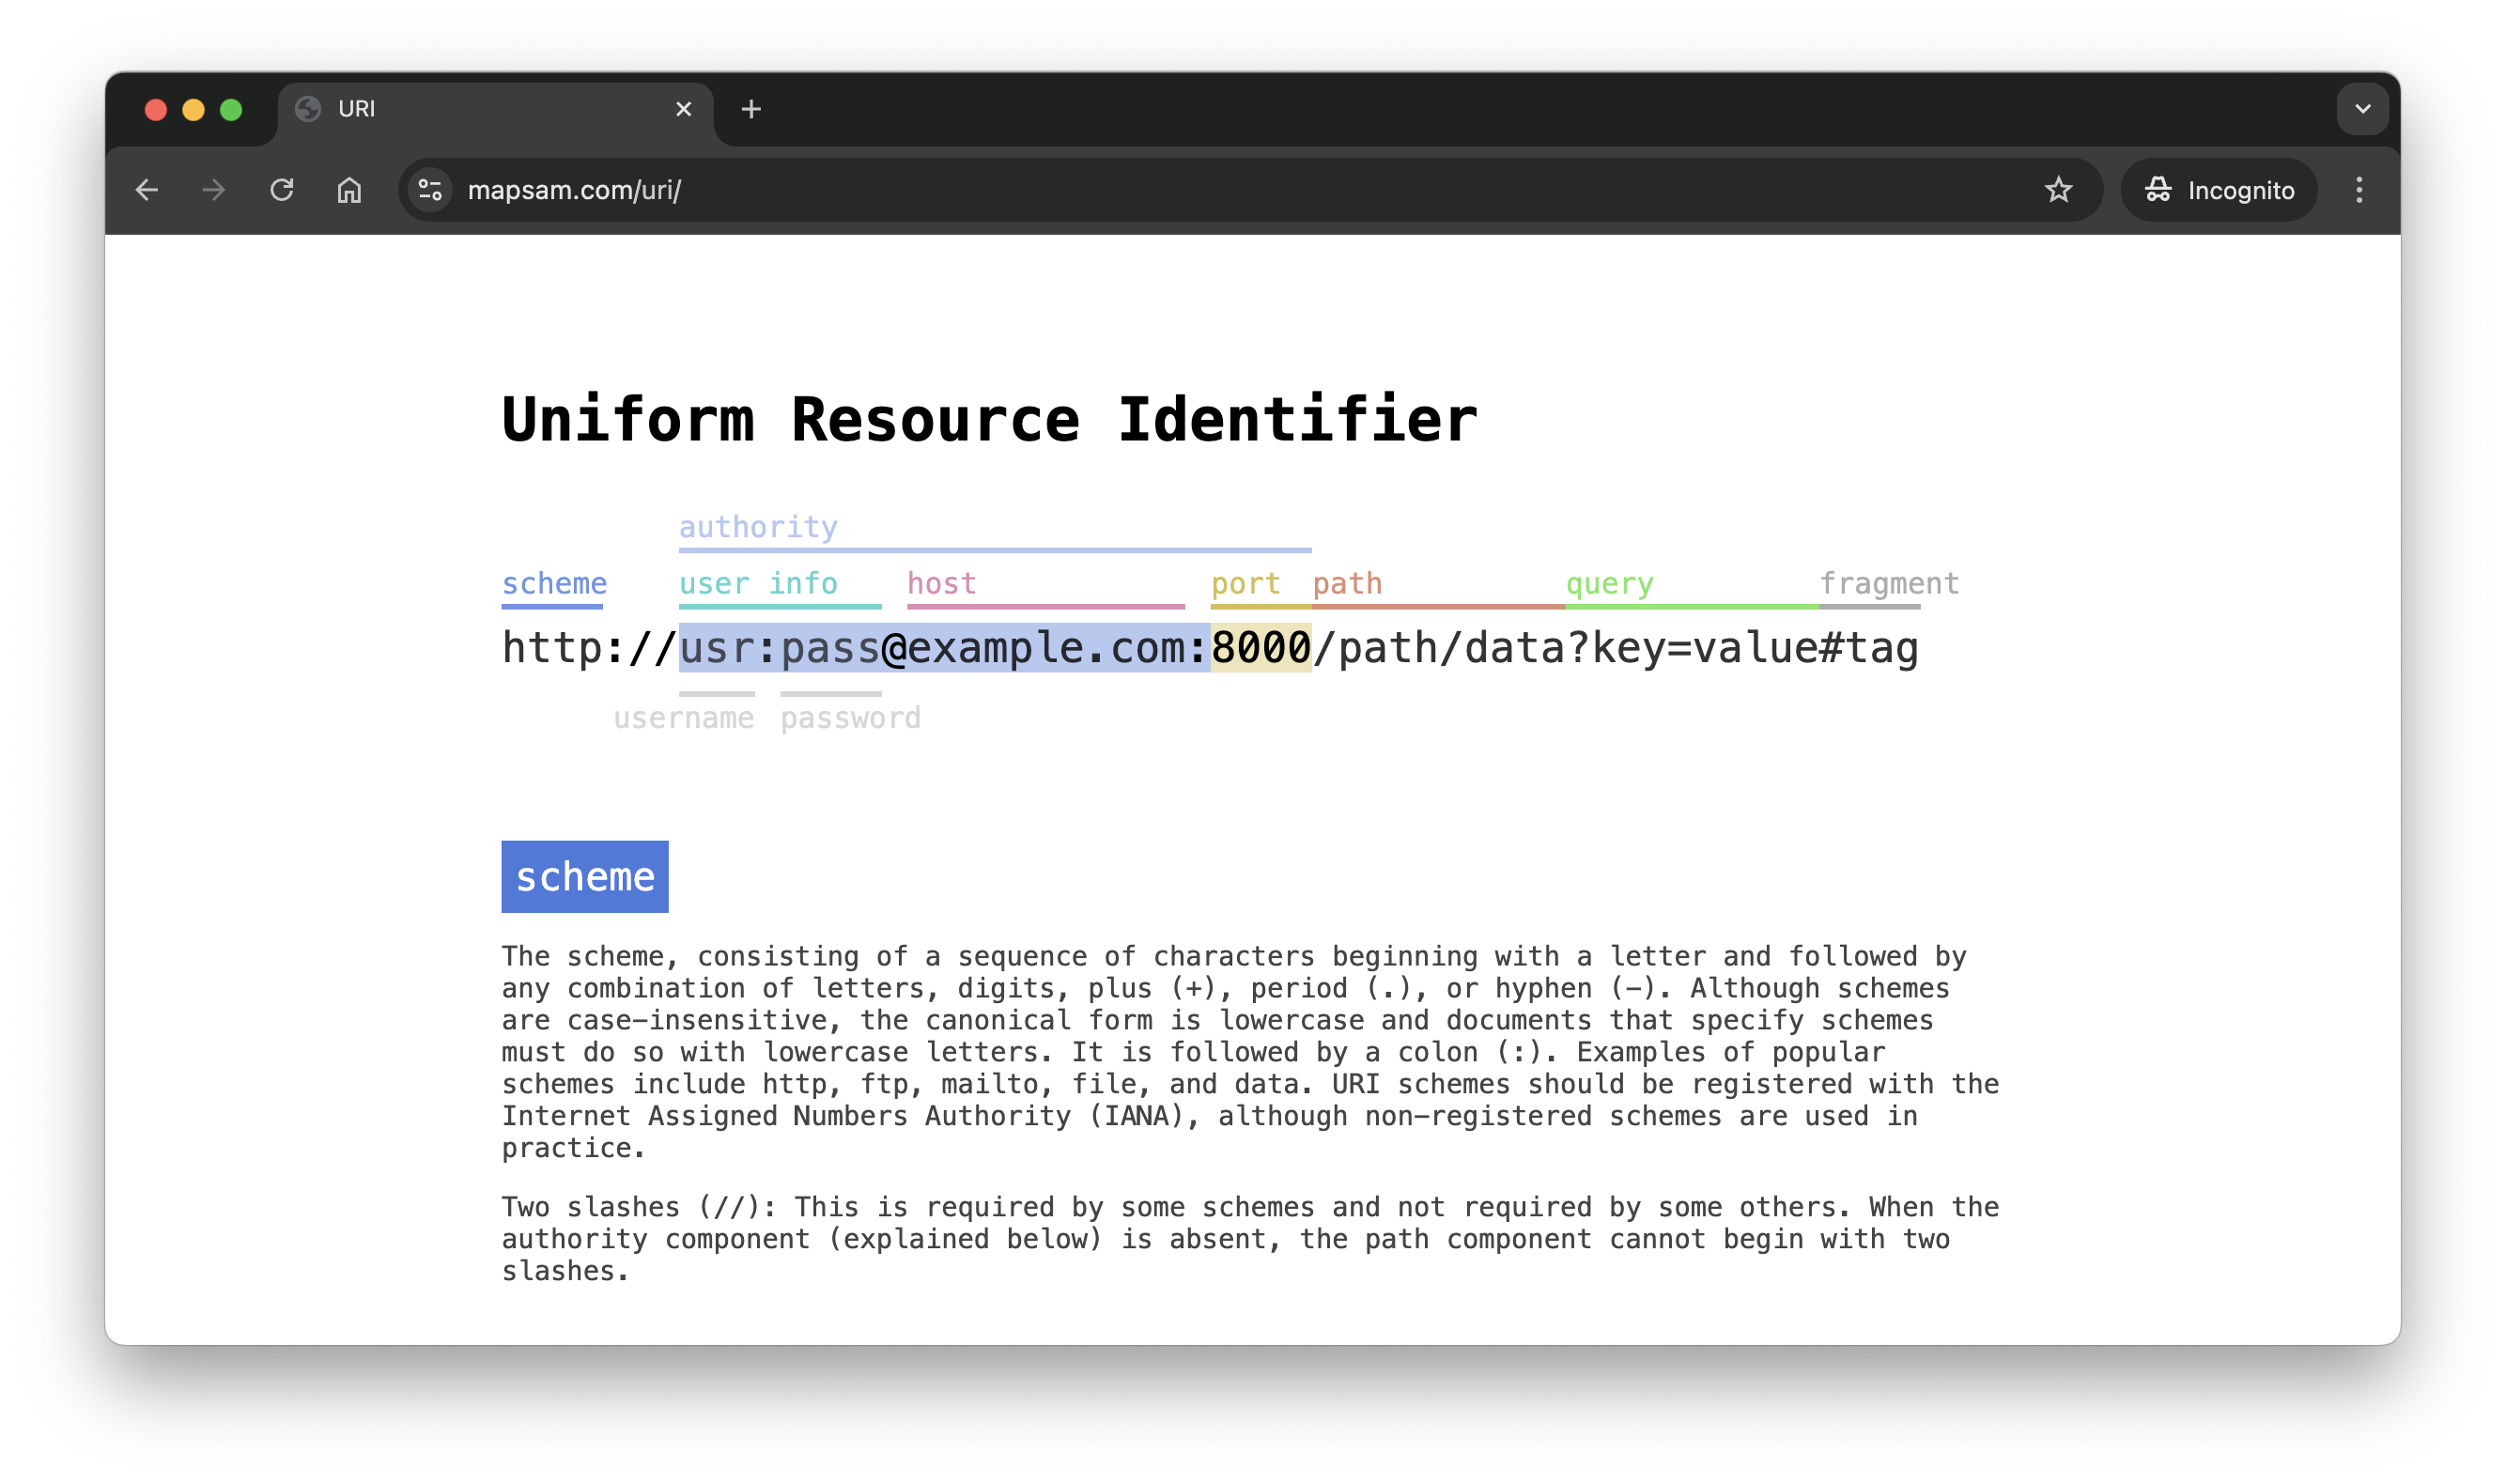 URI
mapsam.com/uri/
Incognito
Uniform Resource Identifier
authority
scheme user info host port path query fragment
http://usr:pass@example.com:8000/path/data?key=value#tag
username password
scheme
The scheme, consisting of a sequence of characters beginning with a letter and followed by
any combination of letters, digits, plus (+), period (.), or hyphen (-). Although schemes
are case-insensitive, the canonical form is lowercase and documents that specify schemes
must do so with lowercase letters. It is followed by a colon (:). Examples of popular
schemes include http, ftp, mailto, file, and data. URI schemes should be registered with the
Internet Assigned Numbers Authority (IANA), although non-registered schemes are used in
practice.
Two slashes (//): This is required by some schemes and not required by some others. When the
authority component (explained below) is absent, the path component cannot begin with two
slashes.